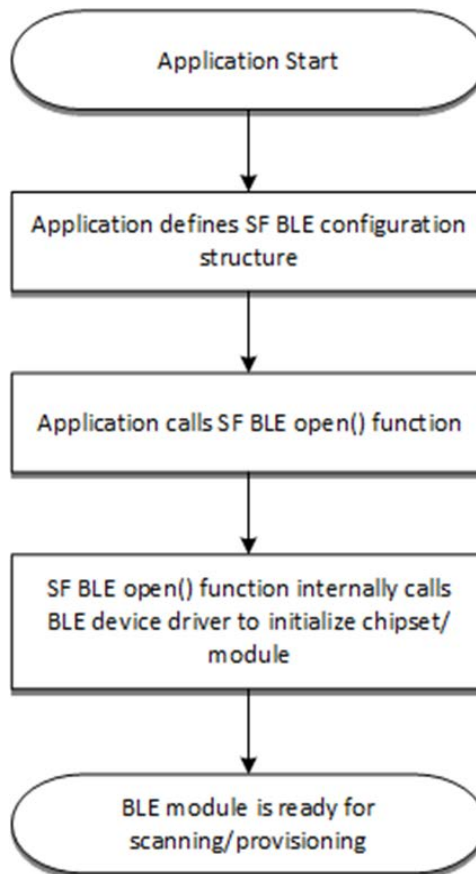 Application Start
Application defines SF BLE configuration
structure
Application calls SF BLE open() function
SF BLE open() function internally calls
BLE device driver to initialize chipset/
module
BLE module is ready for
scanning/provisioning